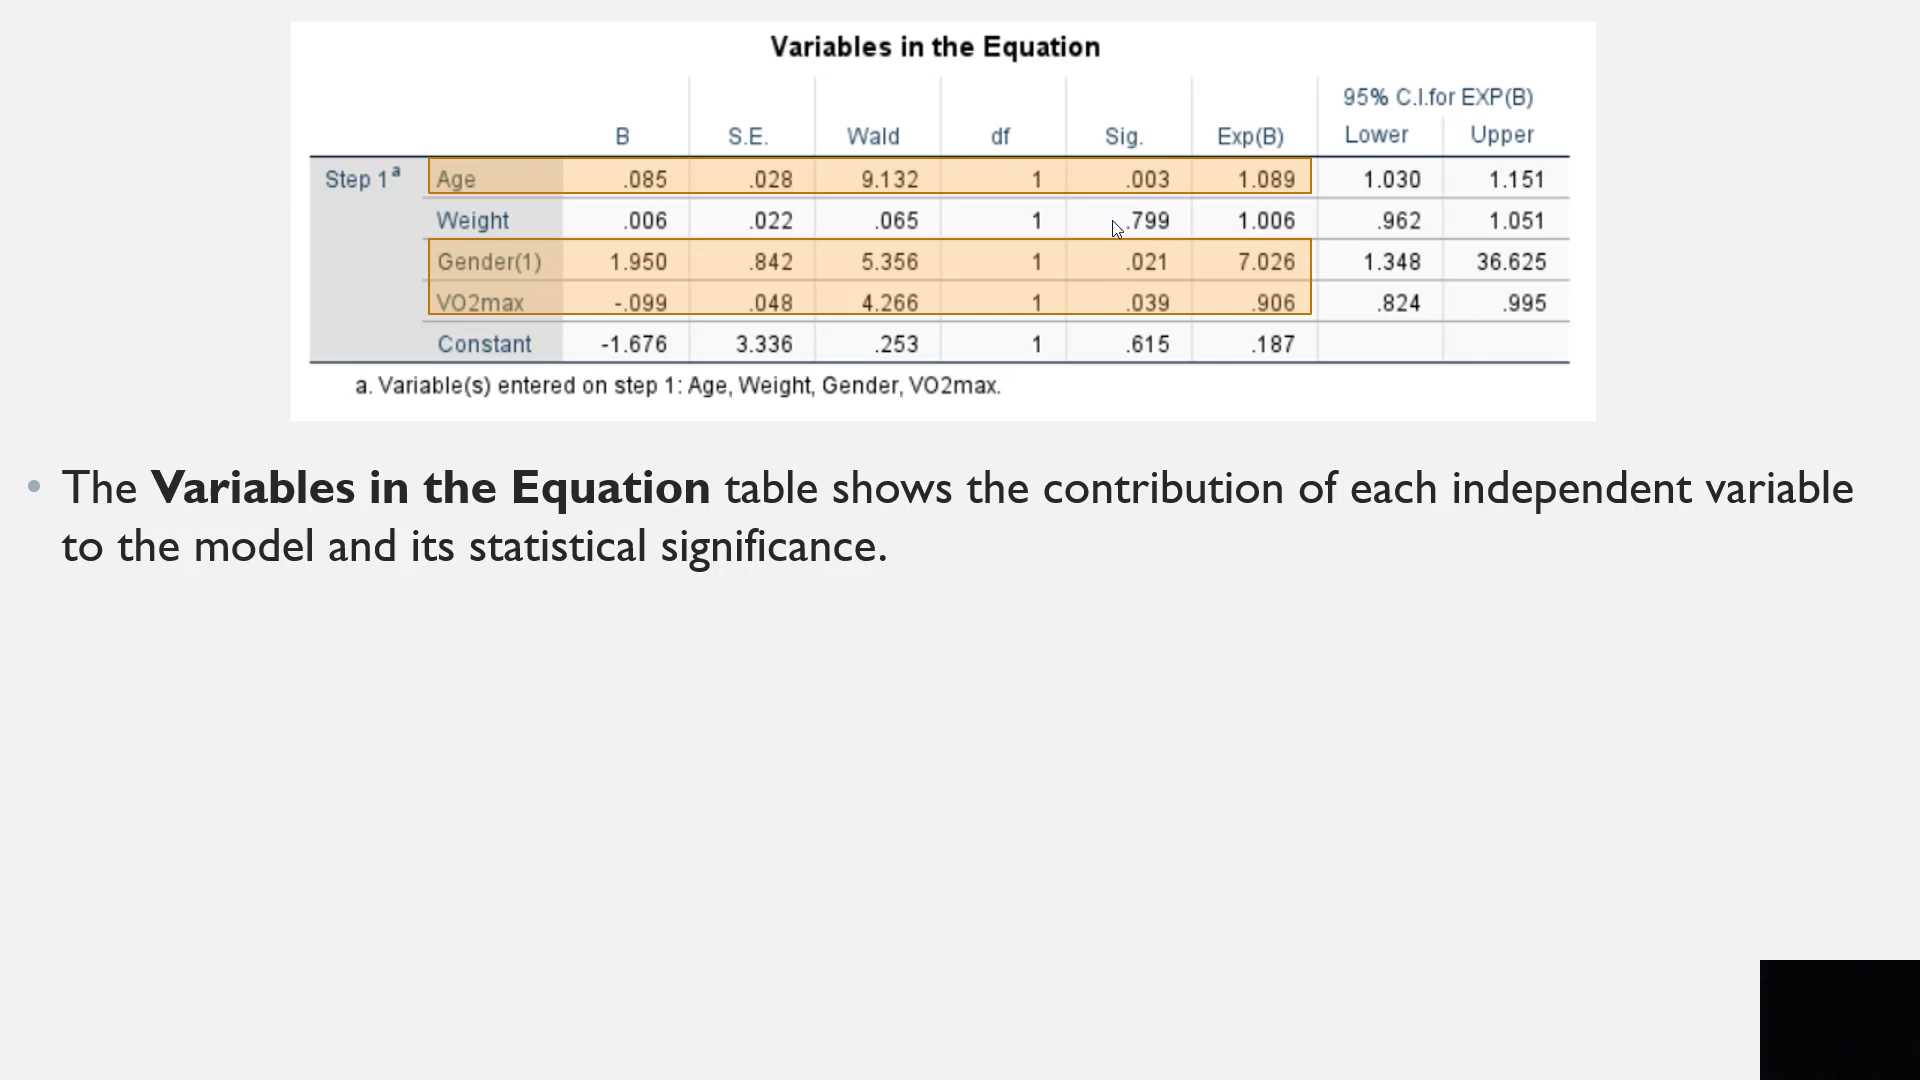 Variables in the Equation
95% C.I.for EXP(B)
B S.E. Wald df Sig. Exp(B) Lower Upper
Step 1a Age .085 .028 9.132 1 .003 1.089 1.030 1.151
Weight .006 .022 .065 1 .799 1.006 .962 1.051
Gender(1) 1.950 .842 5.356 1 .021 7.026 1.348 36.625
VO2max -.099 .048 4.266 1 .039 .906 .824 .995
Constant -1.676 3.336 .253 1 .615 .187
a. Variable(s) entered on step 1: Age, Weight, Gender, VO2max.
• The Variables in the Equation table shows the contribution of each independent variable
to the model and its statistical significance.